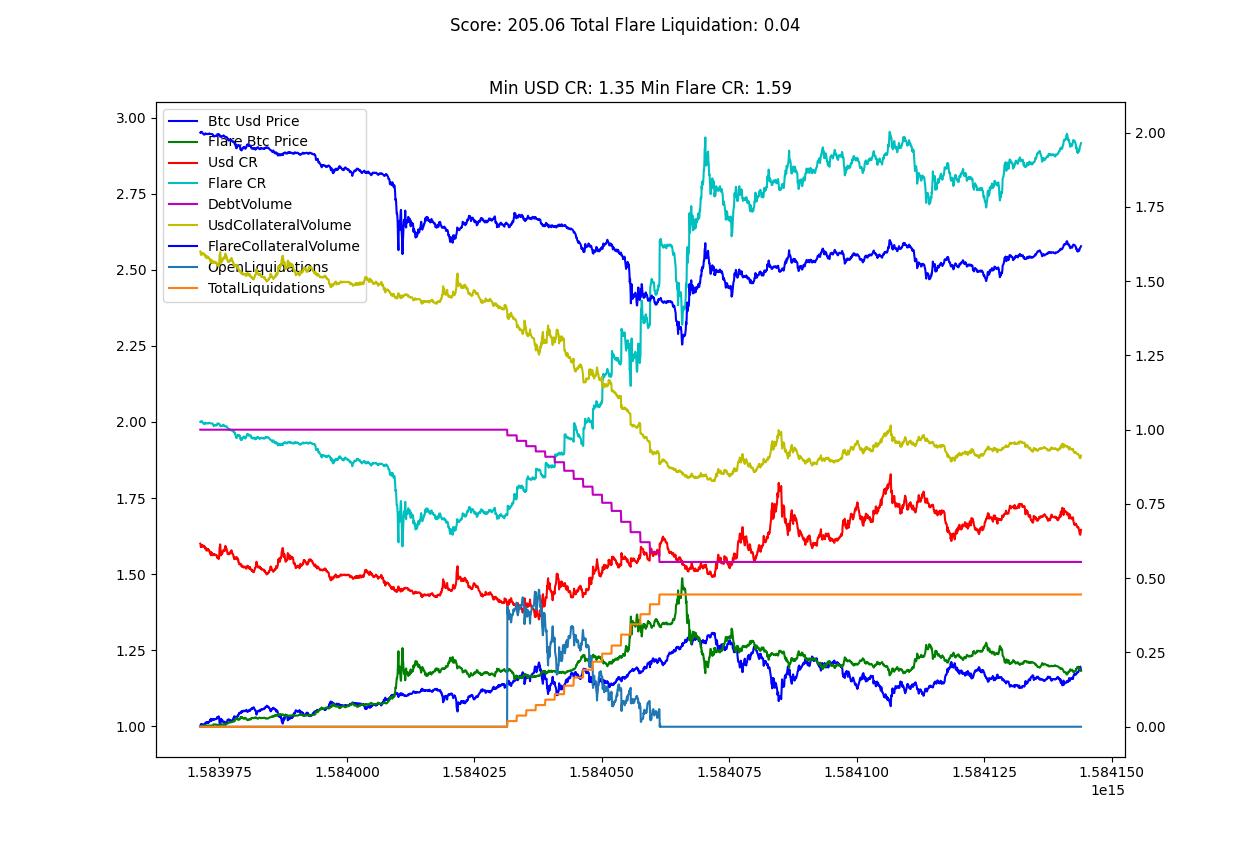 Score: 205.06 Total Flare Liquidation: 0.04
Min USD CR: 1.35 Min Flare CR: 1.59
Btc Usd Price
Flare Btc Price
Usd CR
Flare CR
DebtVolume
UsdCollateralVolume
FlareCollateralVolume
OpenLiquidations
TotalLiquidations
3.00
2.75
2.50
2.25
2.00
1.75
1.50
1.25
1.00
2.00
1.75
1.50
1.25
1.00
0.75
0.50
0.25
0.00
1.583975
1.584000
1.584025
1.584050
1.584075
1.584100
1.584125
1.584150
1e15